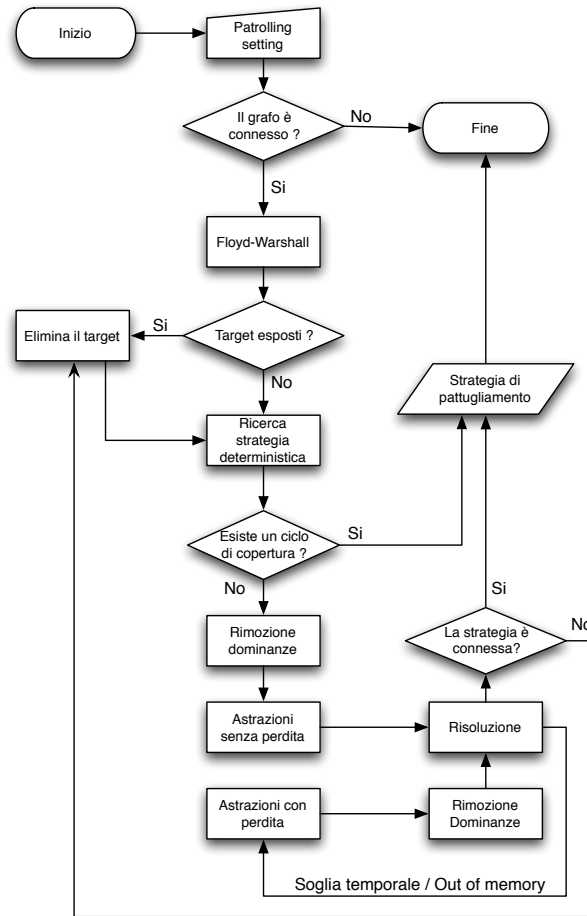 Inizio
Patrolling
setting
Il grafo è
connesso ?
No
Fine
Si
Floyd-Warshall
Target esposti ?
Si
Elimina il target
No
Strategia di
pattugliamento
Ricerca
strategia
deterministica
Esiste un ciclo
di copertura ?
Si
No
Si
Rimozione
dominanze
La strategia è
connessa?
No
Astrazioni
senza perdita
Risoluzione
Astrazioni con
perdita
Rimozione
Dominanze
Soglia temporale / Out of memory